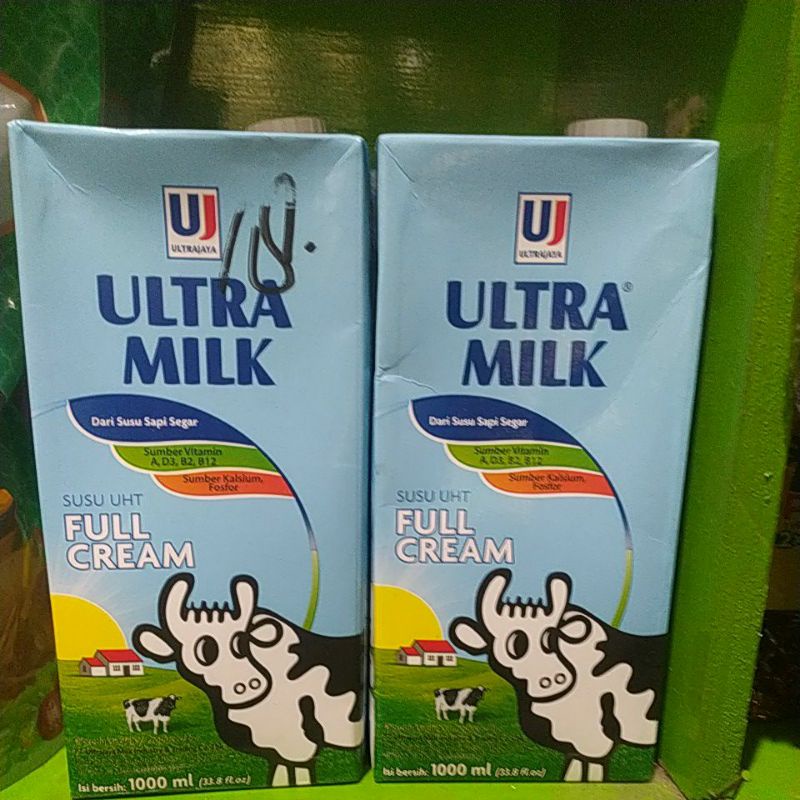 UJ
ULTRAJAYA
ULTRA
MILK
Dari Susu Sapi Segar
Sumber Vitamin
A, D3, B2, B12
Sumber Kalsium,
Fosfor
SUSU UHT
FULL
CREAM
Isi bersih: 1000 ml (33.8 fl.oz)
UJ
ULTRAJAYA
ULTRA®
MILK
Dari Susu Sapi Segar
Sumber Vitamin
A, D3, B2, B12
Sumber Kalsium,
Fosfor
SUSU UHT
FULL
CREAM
Isi bersih: 1000 ml (33.8 fl.oz)